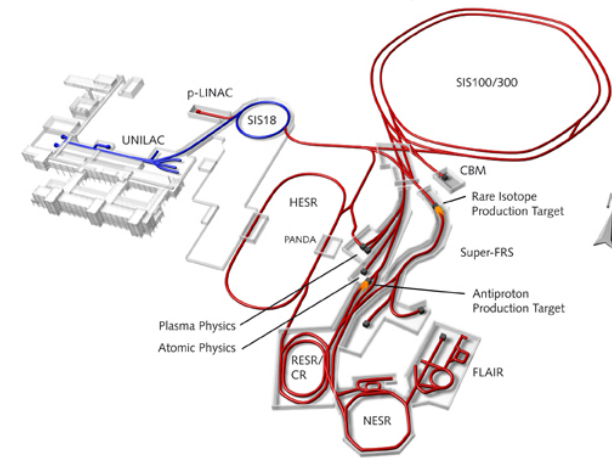 SIS100/300
p-LINAC
SIS18
UNILAC
CBM
Rare Isotope
Production Target
HESR
PANDA
Super-FRS
Antiproton
Production Target
Plasma Physics
Atomic Physics
RESR/
CR
FLAIR
NESR